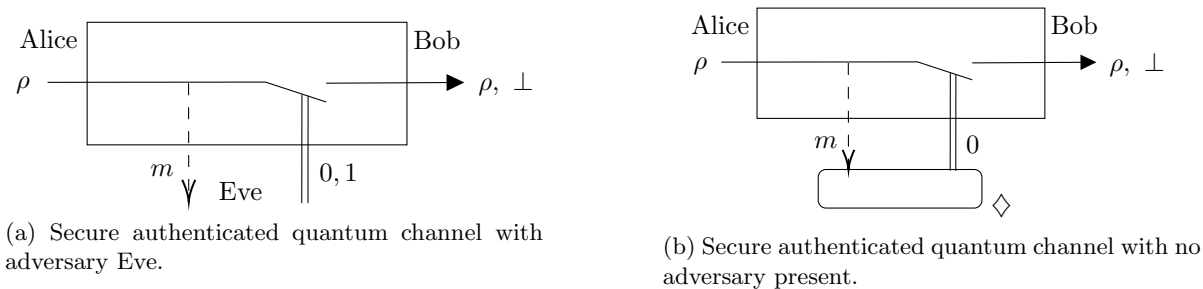 Alice
Bob
ρ
ρ, ⊥
m
0, 1
Eve
(a) Secure authenticated quantum channel with
adversary Eve.
Alice
Bob
ρ
ρ, ⊥
m
0
◇
(b) Secure authenticated quantum channel with no
adversary present.